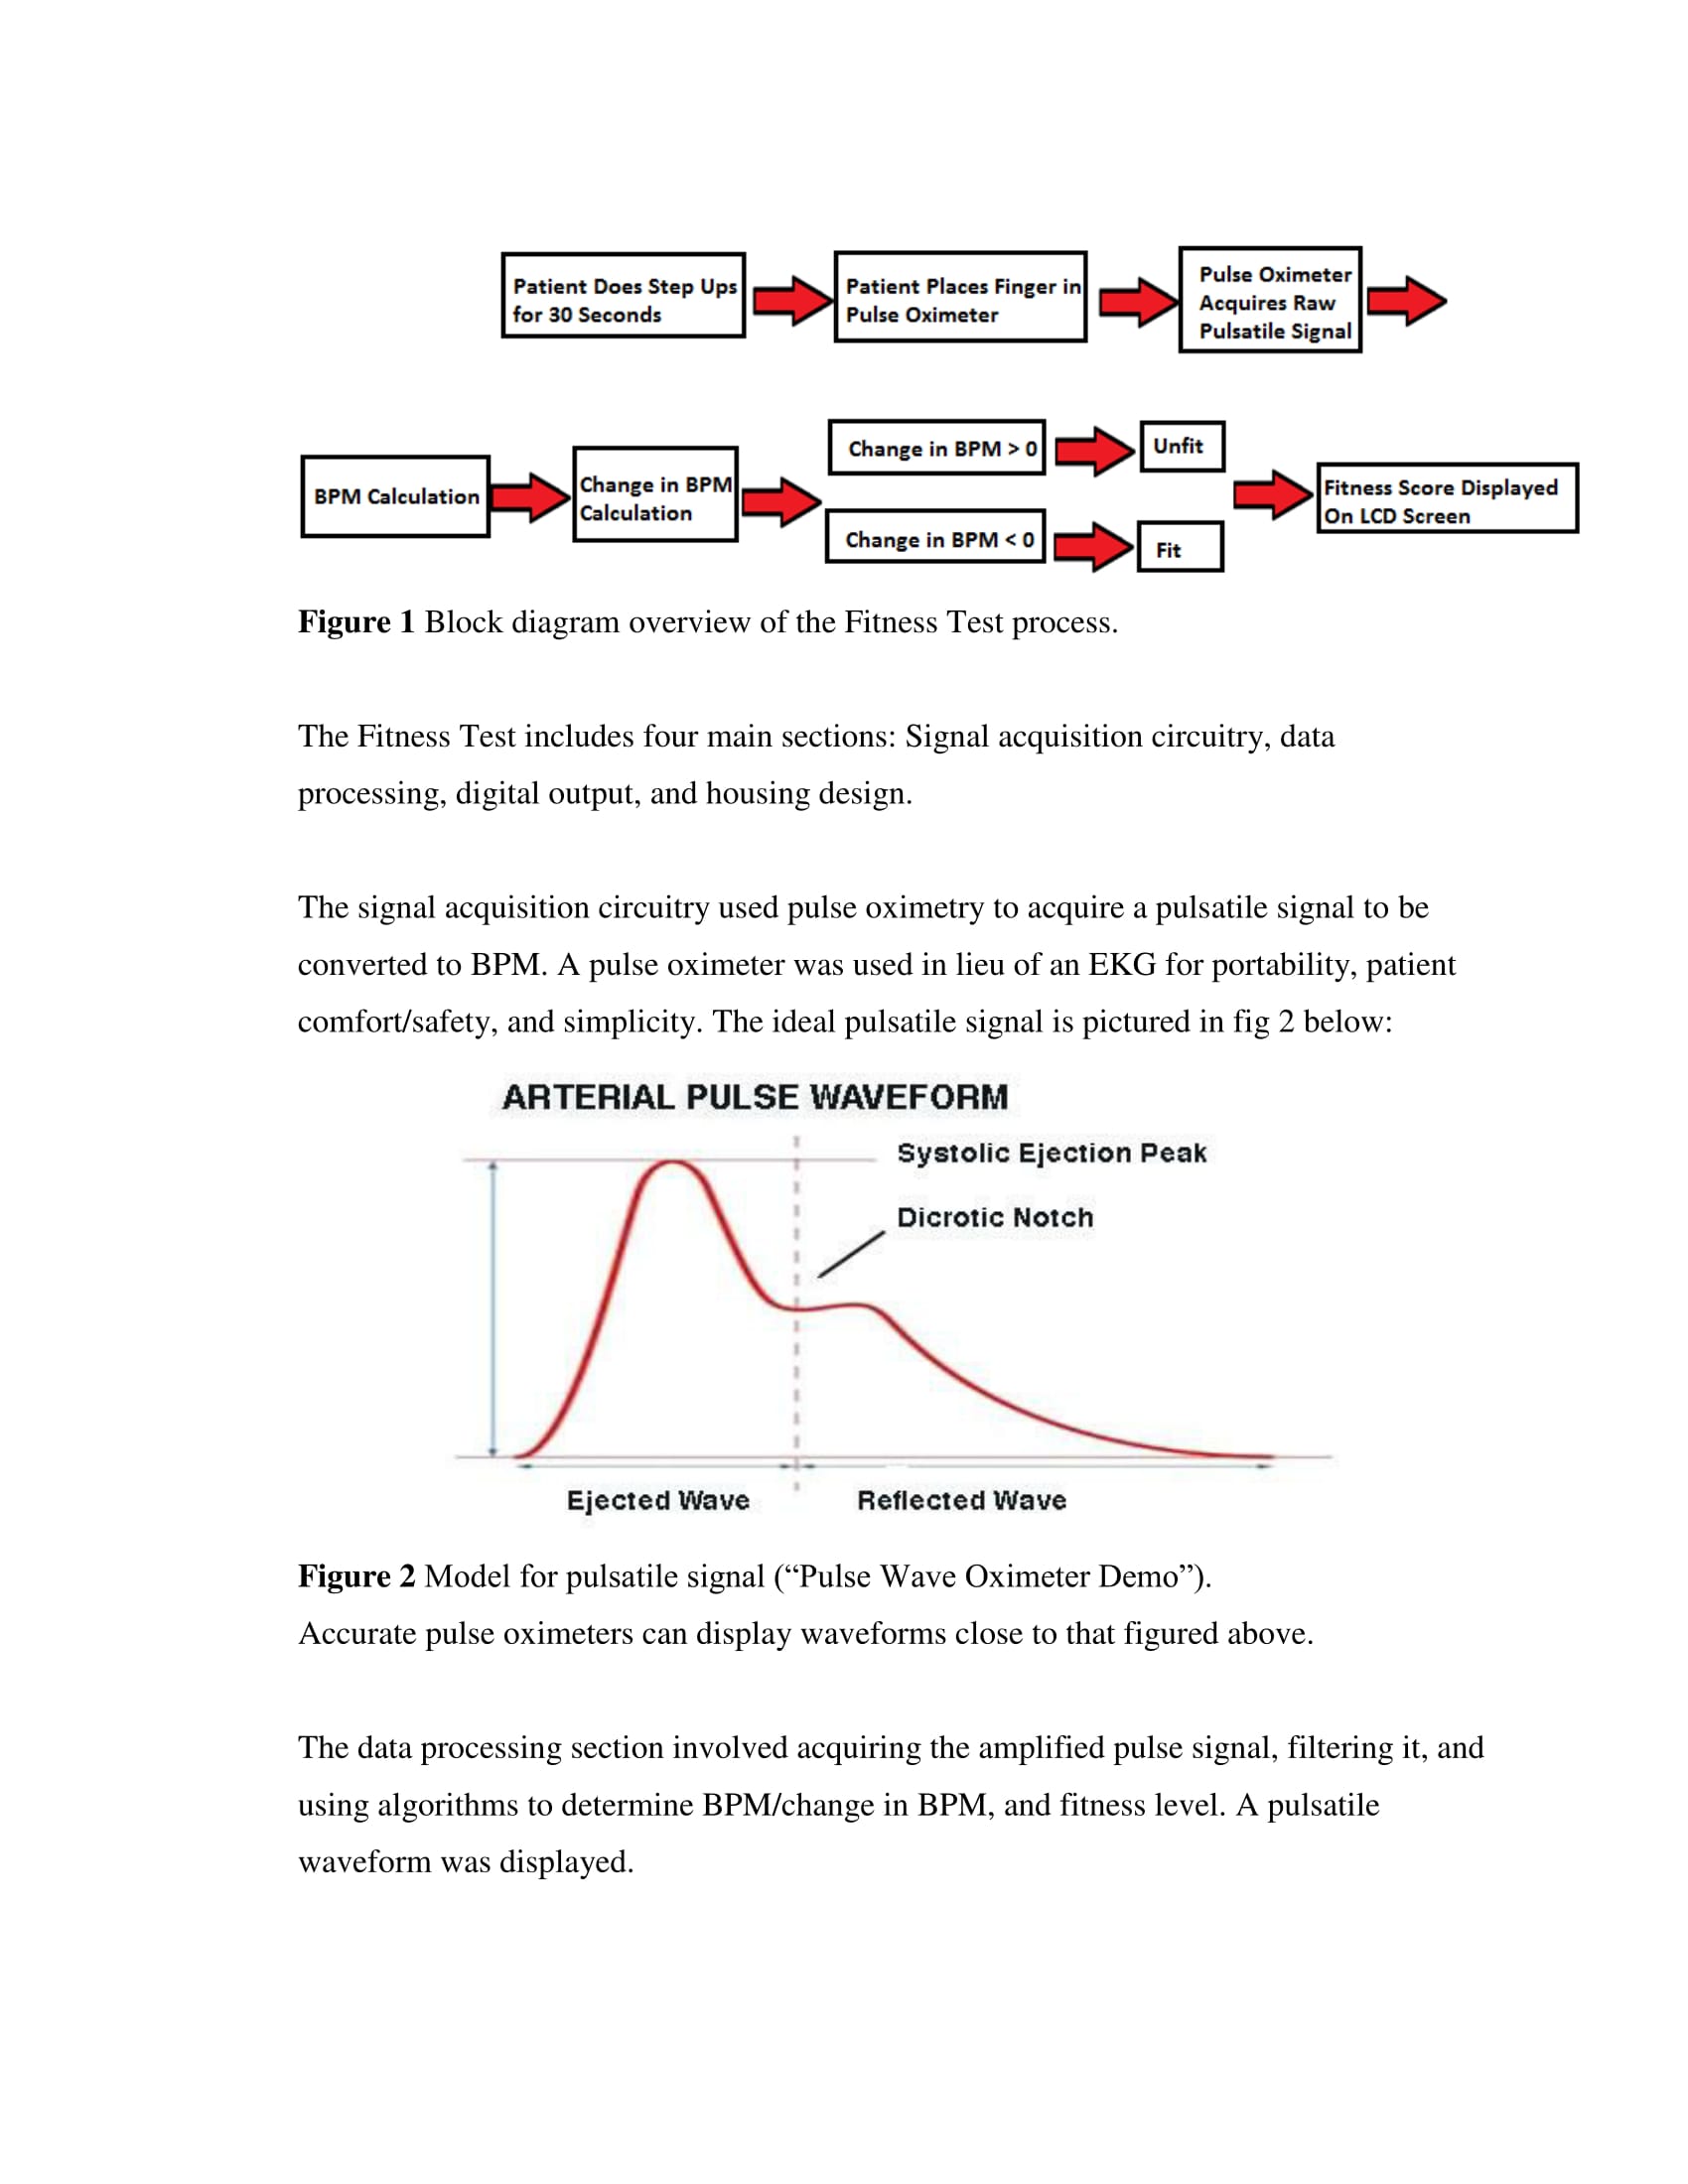 Patient Does Step Ups
for 30 Seconds
Patient Places Finger in
Pulse Oximeter
Pulse Oximeter
Acquires Raw
Pulsatile Signal
BPM Calculation
Change in BPM
Calculation
Change in BPM > 0
Unfit
Change in BPM < 0
Fit
Fitness Score Displayed
On LCD Screen
Figure 1 Block diagram overview of the Fitness Test process.
The Fitness Test includes four main sections: Signal acquisition circuitry, data
processing, digital output, and housing design.
The signal acquisition circuitry used pulse oximetry to acquire a pulsatile signal to be
converted to BPM. A pulse oximeter was used in lieu of an EKG for portability, patient
comfort/safety, and simplicity. The ideal pulsatile signal is pictured in fig 2 below:
ARTERIAL PULSE WAVEFORM
Systolic Ejection Peak
Dicrotic Notch
Ejected Wave
Reflected Wave
Figure 2 Model for pulsatile signal (“Pulse Wave Oximeter Demo”).
Accurate pulse oximeters can display waveforms close to that figured above.
The data processing section involved acquiring the amplified pulse signal, filtering it, and
using algorithms to determine BPM/change in BPM, and fitness level. A pulsatile
waveform was displayed.